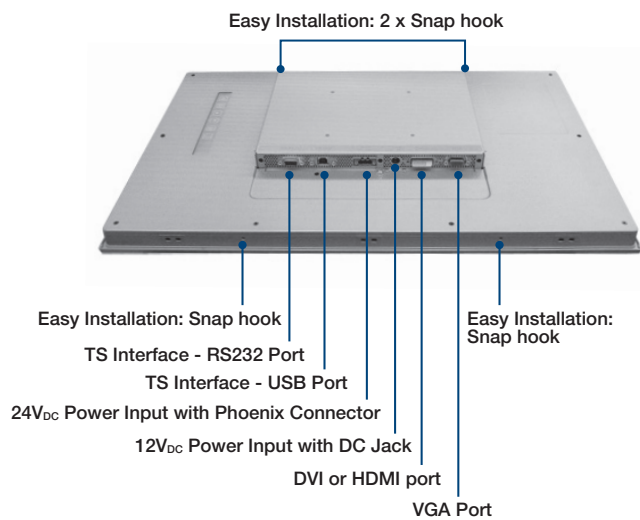 Easy Installation: 2 x Snap hook
Easy Installation: Snap hook
Easy Installation:
Snap hook
TS Interface - RS232 Port
TS Interface - USB Port
24VDC Power Input with Phoenix Connector
12VDC Power Input with DC Jack
DVI or HDMI port
VGA Port